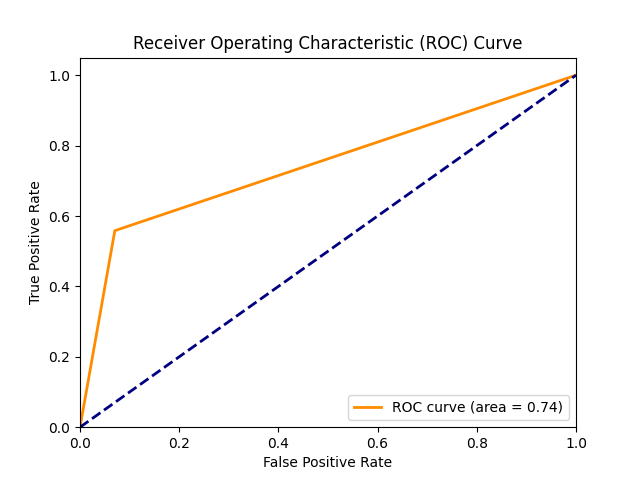 Receiver Operating Characteristic (ROC) Curve
True Positive Rate
1.0
0.8
0.6
0.4
0.2
0.0
ROC curve (area = 0.74)
0.0 0.2 0.4 0.6 0.8 1.0
False Positive Rate